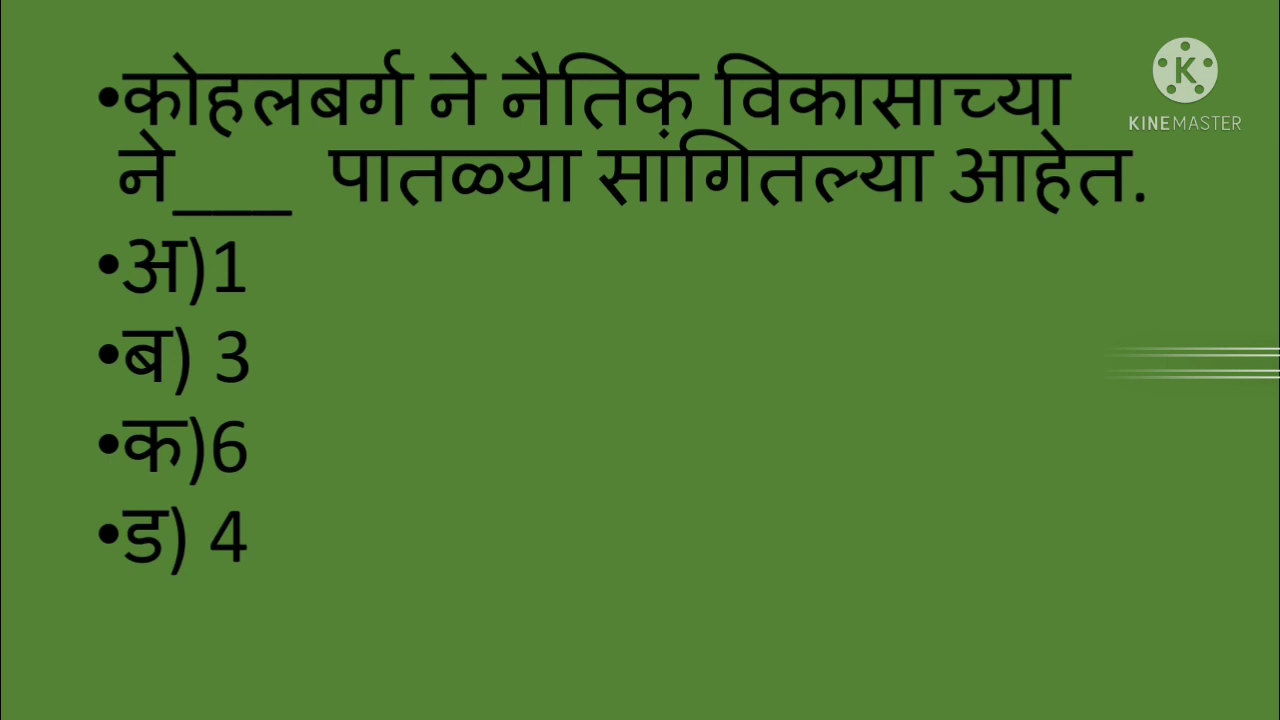 •कोहलबर्ग ने नैतिक़ विकासाच्या
ने___ पातळ्या सांगितल्या आहेत.
•अ)1
•ब) 3
•क)6
•ड) 4
K
KINEMASTER